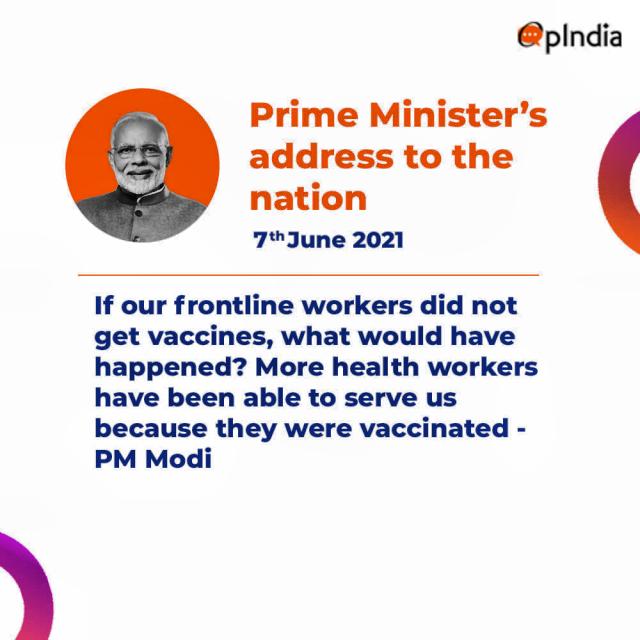 OpIndia
Prime Minister's
address to the
nation
7th June 2021
If our frontline workers did not
get vaccines, what would have
happened? More health workers
have been able to serve us
because they were vaccinated -
PM Modi